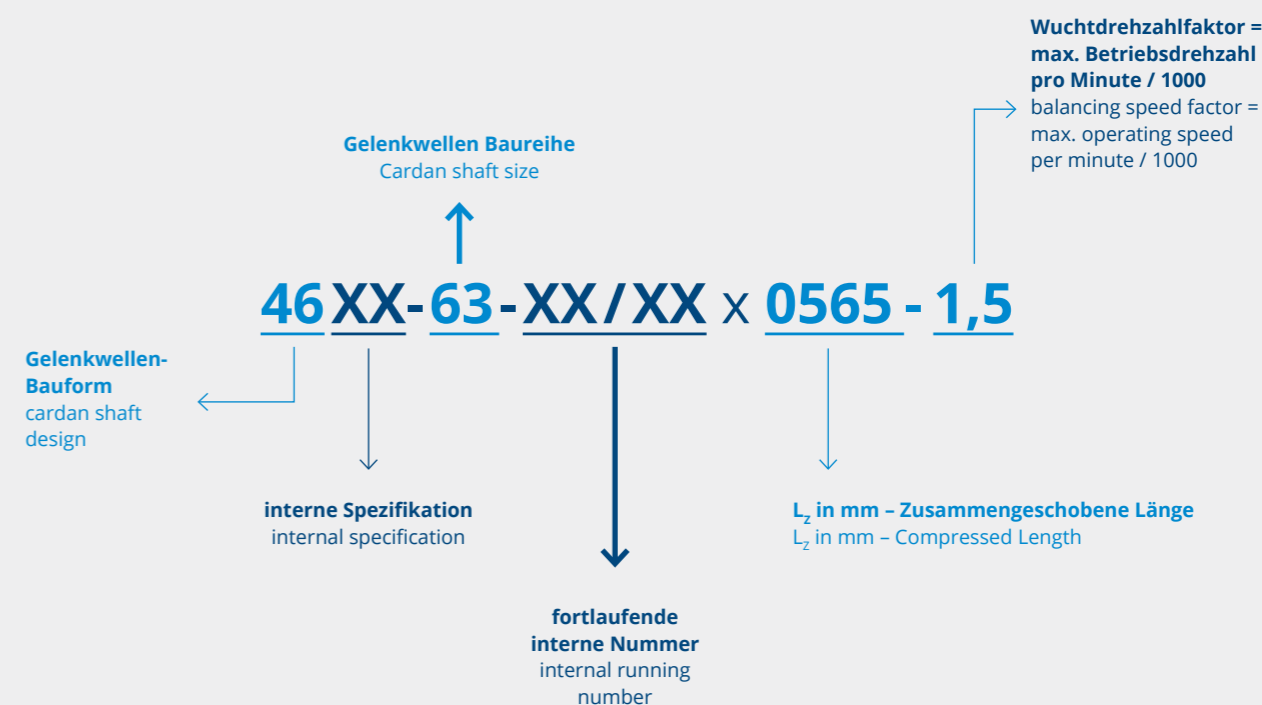 Wuchtdrehzahlfaktor =
max. Betriebsdrehzahl
pro Minute / 1000
balancing speed factor =
max. operating speed
per minute / 1000
Gelenkwellen Baureihe
Cardan shaft size
46XX-63-XX/XX x 0565 - 1,5
Gelenkwellen-
Bauform
cardan shaft
design
interne Spezifikation
internal specification
Lz in mm – Zusammengeschobene Länge
Lz in mm – Compressed Length
fortlaufende
interne Nummer
internal running
number